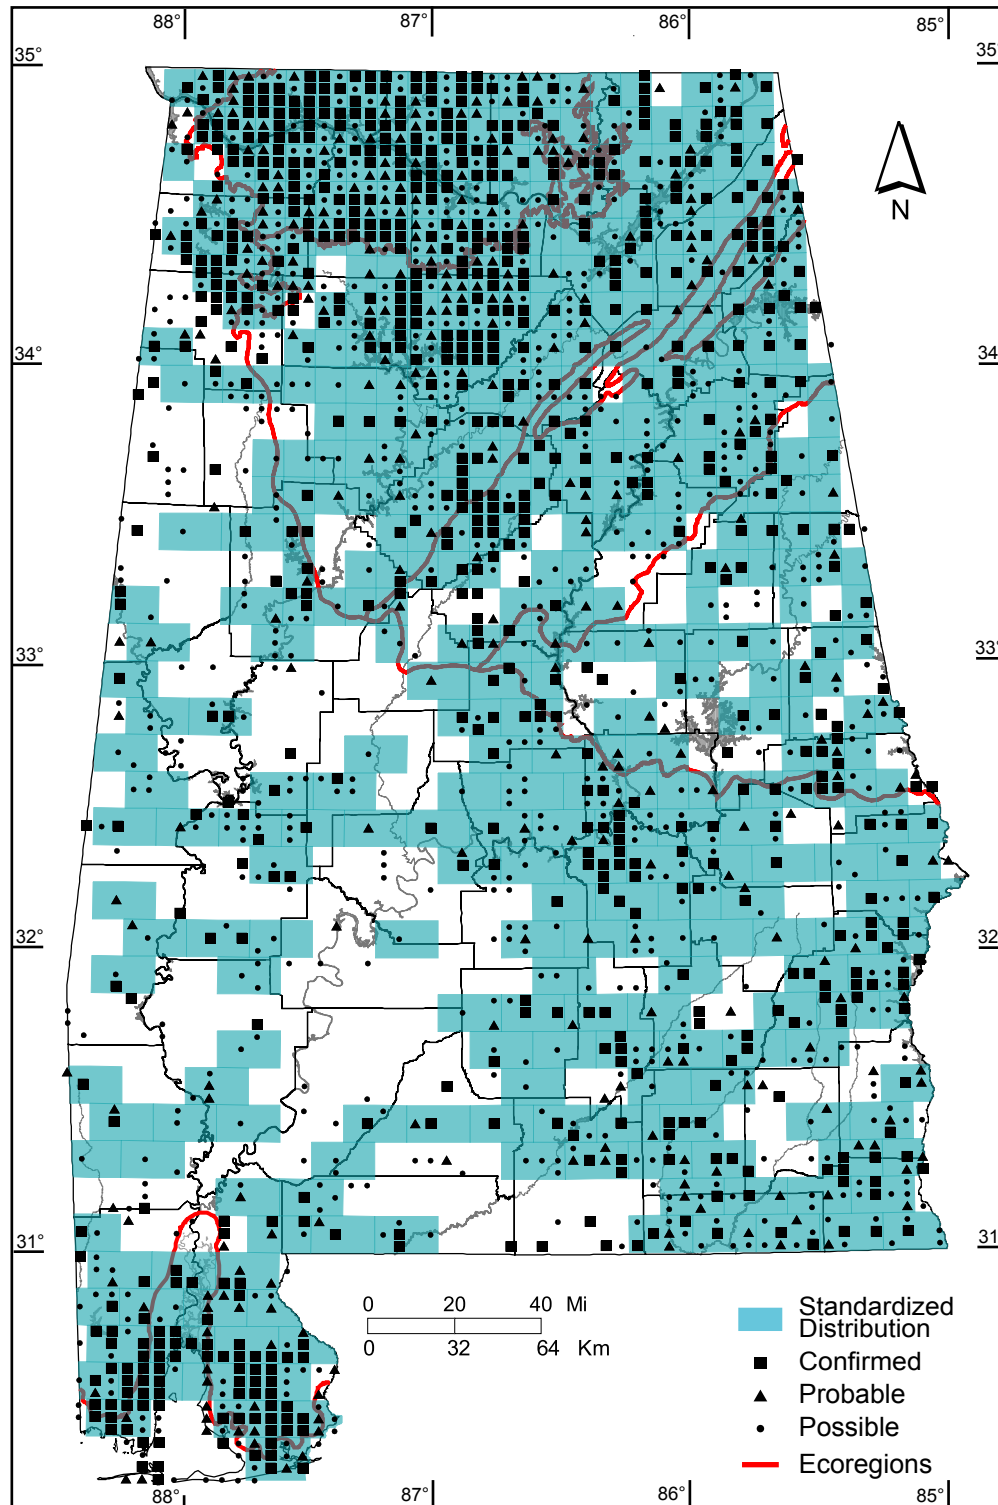 88° 87° 86° 85°
35° 35°
N
34° 34
33° 33°
32° 32
31° 31
0 20 40 Mi
0 32 64 Km
Standardized
Distribution
Confirmed
Probable
Possible
Ecoregions
88° 87° 86° 85°